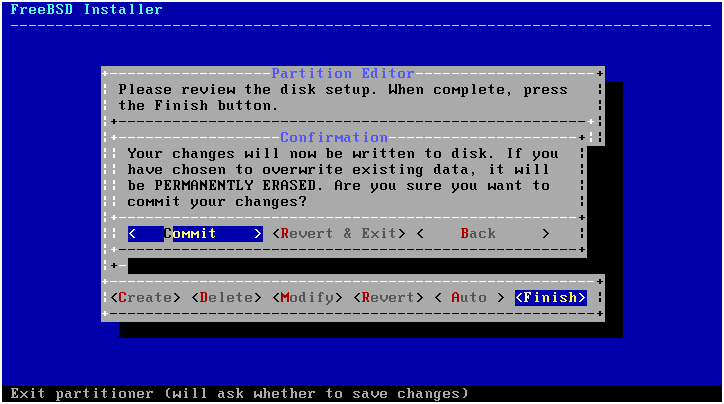 FreeBSD Installer
Partition Editor
Please review the disk setup. When complete, press
the Finish button.
Confirmation
Your changes will now be written to disk. If you
have chosen to overwrite existing data, it will
be PERMANENTLY ERASED. Are you sure you want to
commit your changes?
< Commit > <Revert & Exit> < Back >
<Create> <Delete> <Modify> <Revert> < Auto > <Finish>
Exit partitioner (will ask whether to save changes)